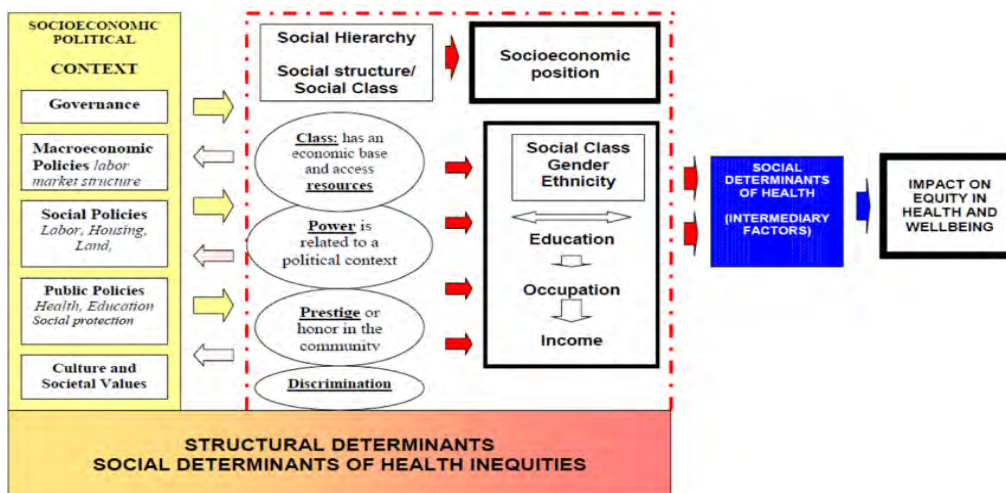 SOCIOECONOMIC
POLITICAL
CONTEXT
Governance
Macroeconomic
Policies labor
market structure
Social Policies
Labor, Housing,
Land,
Public Policies
Health, Education
Social protection
Culture and
Societal Values
Social Hierarchy
Social structure/
Social Class
Class: has an
economic base
and access
resources
Power is
related to a
political context
Prestige or
honor in the
community
Discrimination
Socioeconomic
position
Social Class
Gender
Ethnicity
Education
Occupation
Income
SOCIAL
DETERMINANTS
OF HEALTH
(INTERMEDIARY
FACTORS)
IMPACT ON
EQUITY IN
HEALTH AND
WELLBEING
STRUCTURAL DETERMINANTS
SOCIAL DETERMINANTS OF HEALTH INEQUITIES